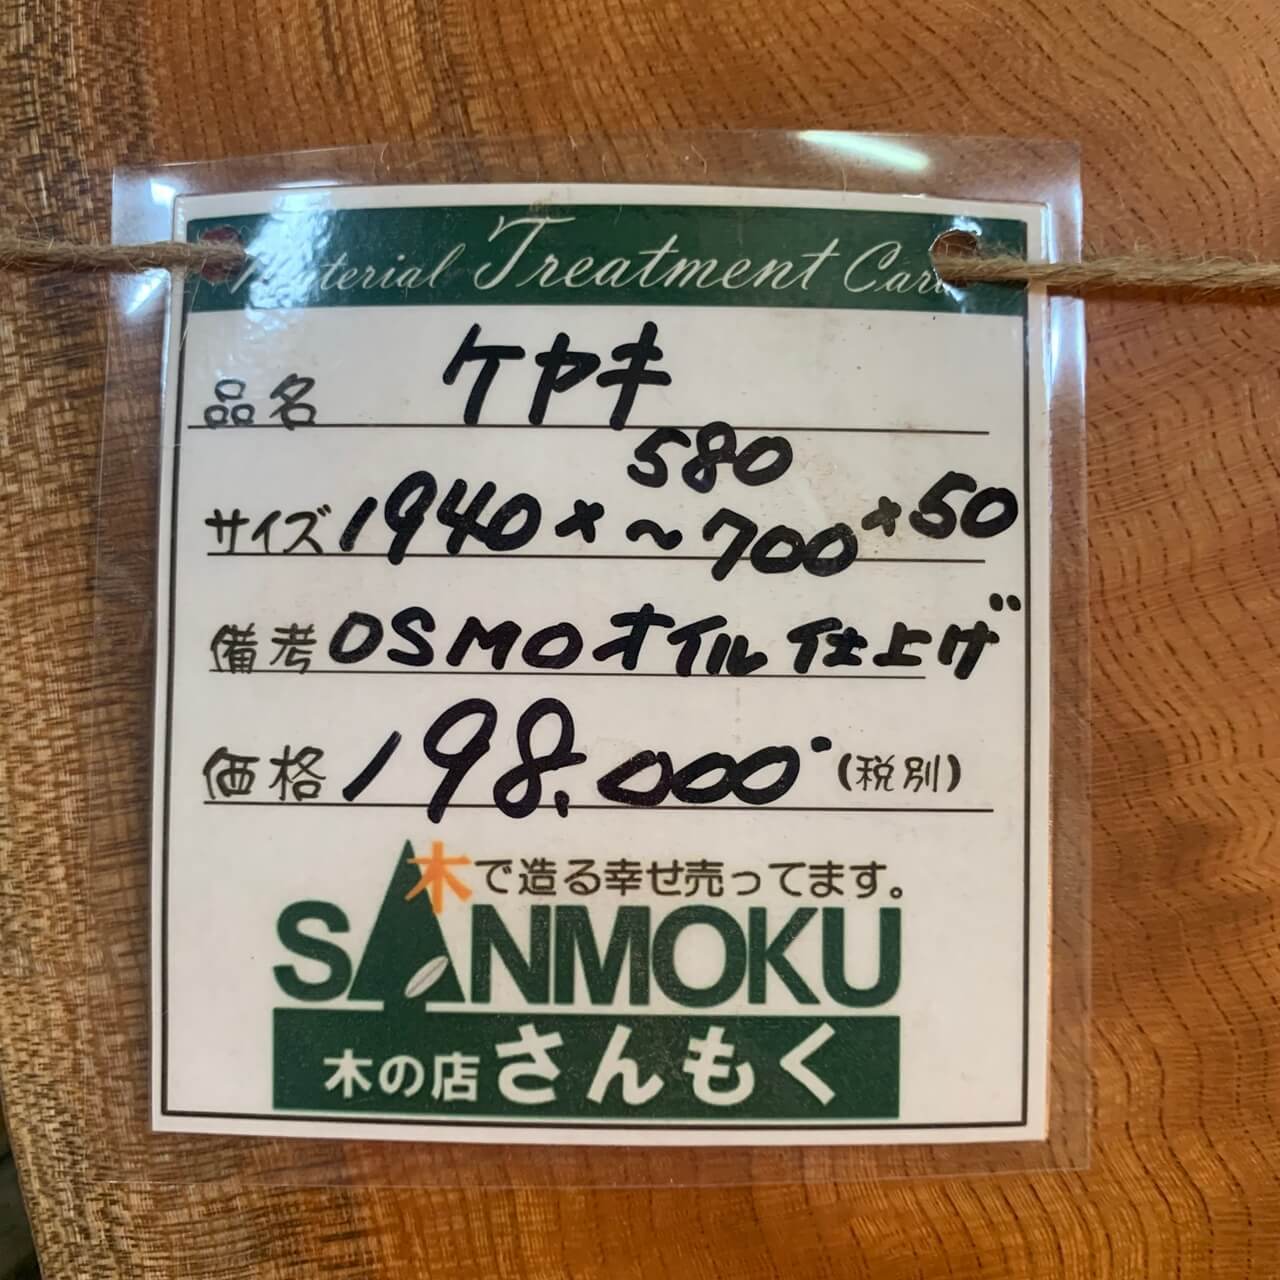 Material Treatment Card
品名 ケヤキ
サイズ 1940 × 580 ～ 700 × 50
備考 OSMOオイル仕上げ
価格 198,000 (税別)
木で造る幸せ売ってます。
SANMOKU
木の店 さんもく